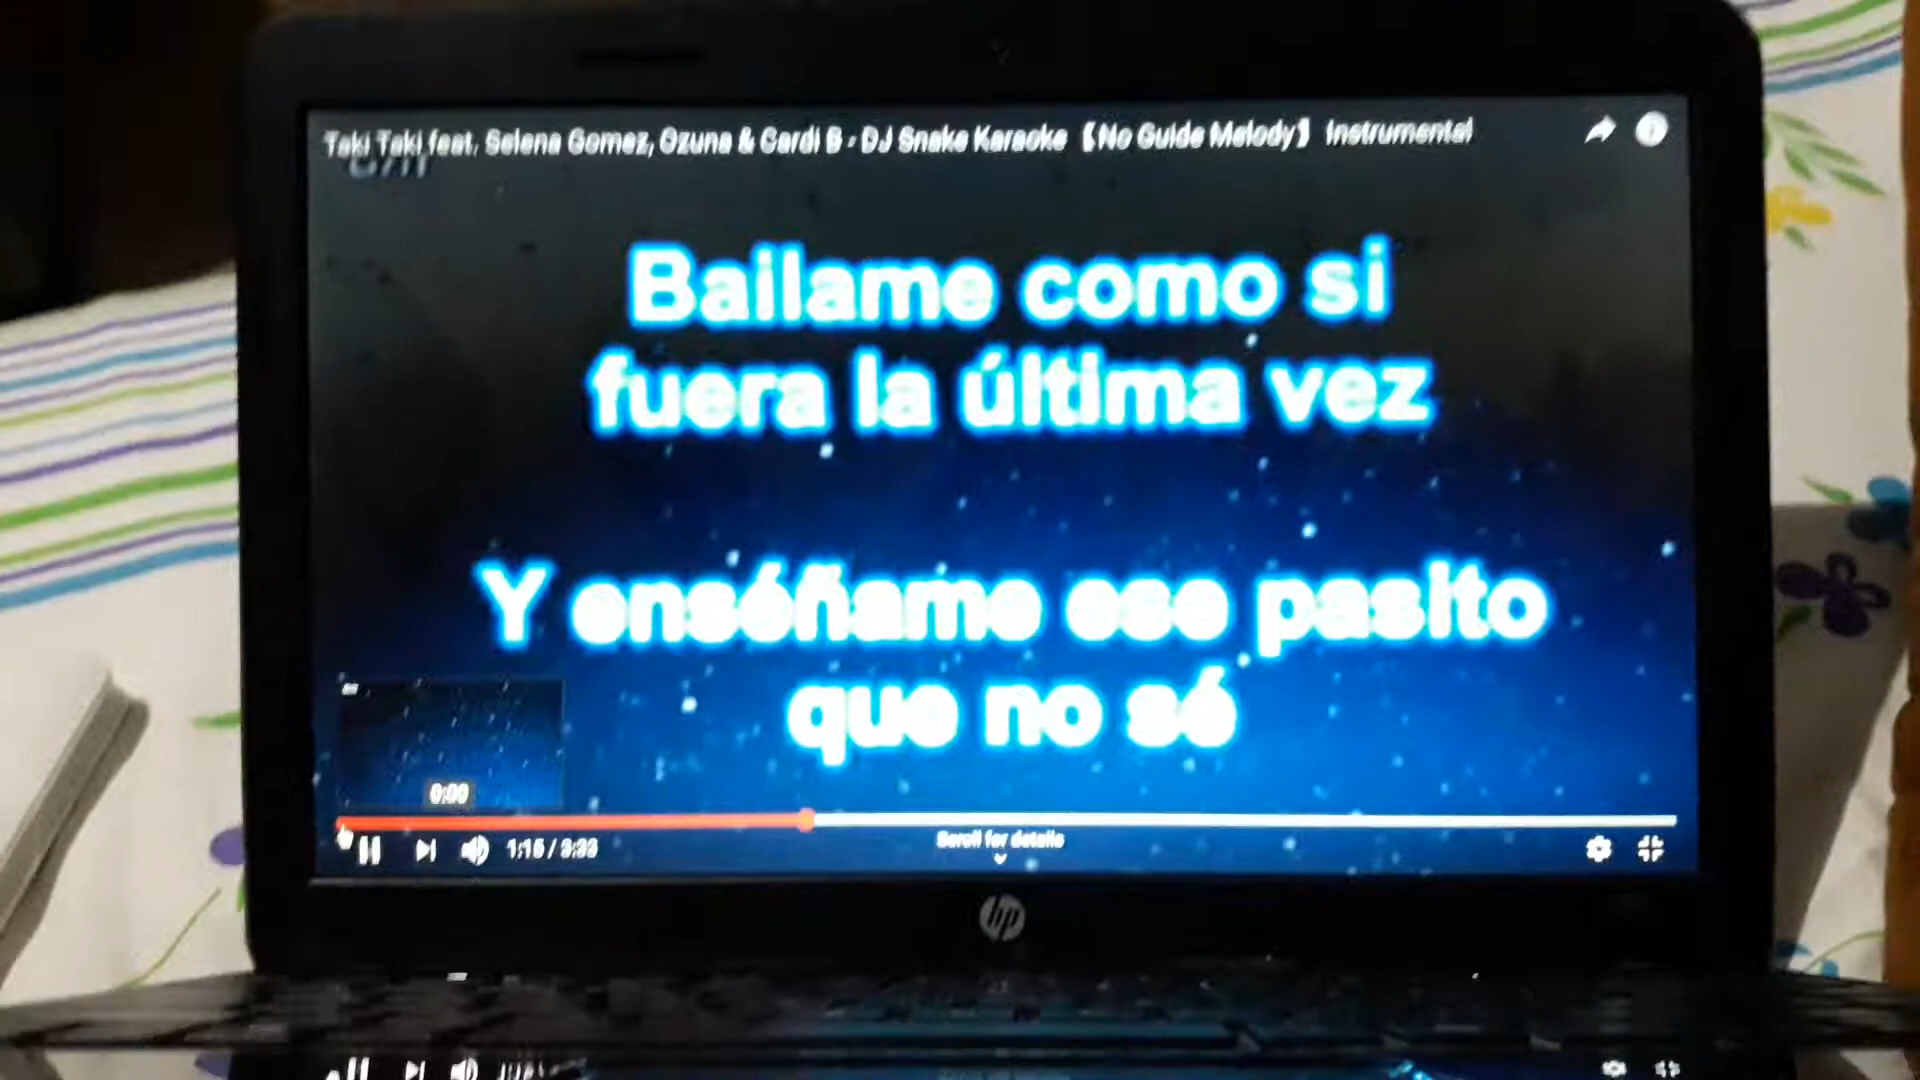 Taki Taki feat. Selena Gomez, Ozuna & Cardi B - DJ Snake Karaoke【No Guide Melody】 Instrumental
Bailame como si
fuera la última vez
Y enséñame ese pasito
que no sé
0:00
1:15 / 3:33
Scroll for details
hp